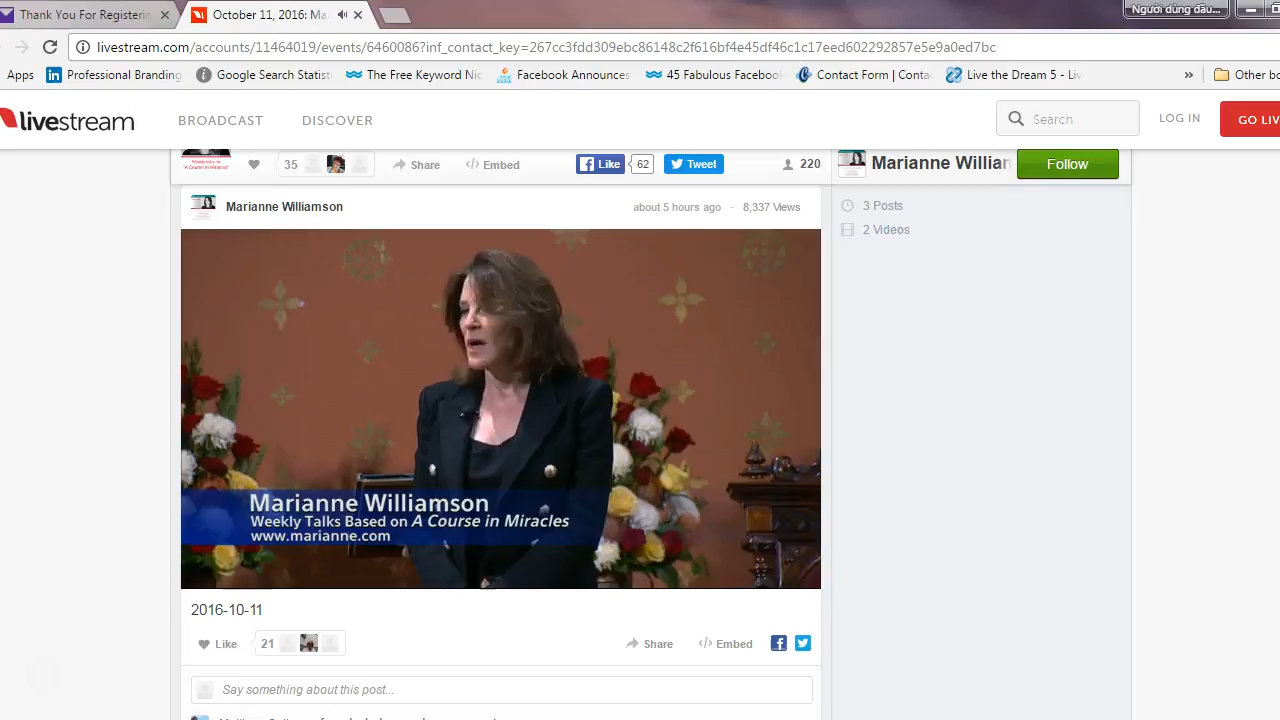 Thank You For Registerin
October 11, 2016: Ma
Người dùng đầu...
livestream.com/accounts/11464019/events/6460086?inf_contact_key=267cc3fdd309ebc86148c2f616bf4e45df46c1c17eed602292857e5e9a0ed7bc
Apps
Professional Branding
Google Search Statist
The Free Keyword Nic
Facebook Announces
45 Fabulous Facebook
Contact Form | Conta
Live the Dream 5 - Liv
»
Other bo
livestream
BROADCAST
DISCOVER
Search
LOG IN
GO LIV
35
Share
Embed
Like
62
Tweet
220
Marianne Willian
Follow
Marianne Williamson
about 5 hours ago · 8,337 Views
3 Posts
2 Videos
Marianne Williamson
Weekly Talks Based on A Course in Miracles
www.marianne.com
2016-10-11
Like
21
Share
Embed
Say something about this post...